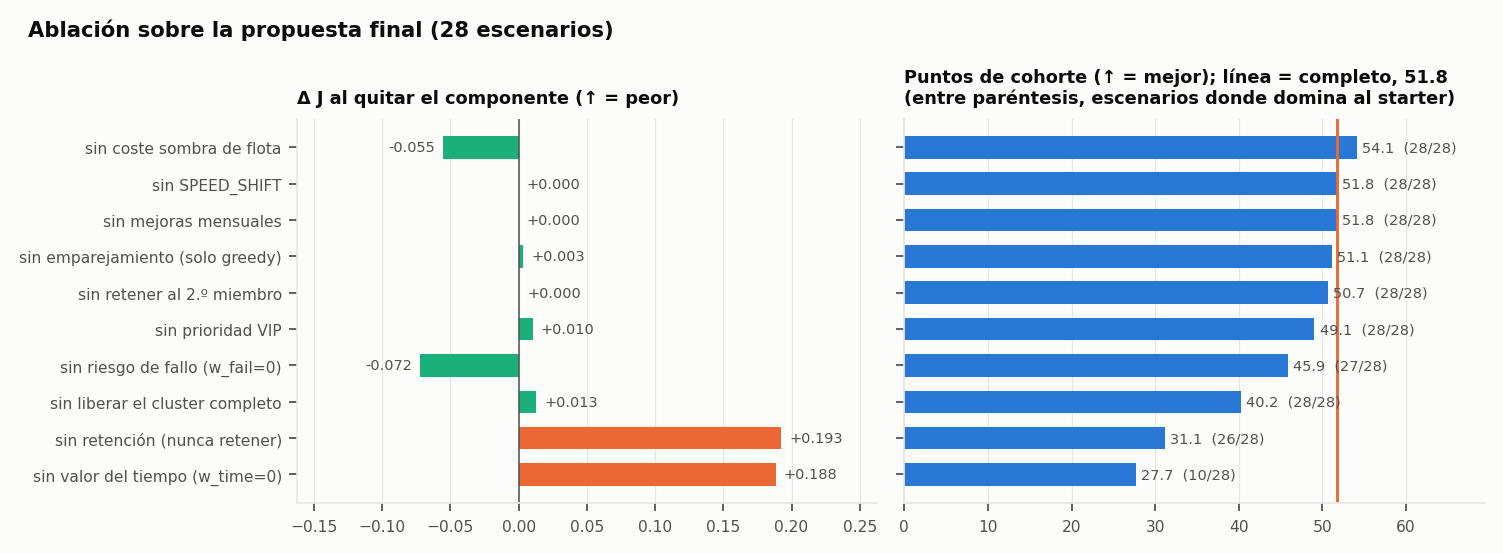 Ablación sobre la propuesta final (28 escenarios)
Δ J al quitar el componente (↑ = peor)
sin coste sombra de flota -0.055
sin SPEED_SHIFT +0.000
sin mejoras mensuales +0.000
sin emparejamiento (solo greedy) +0.003
sin retener al 2.º miembro +0.000
sin prioridad VIP +0.010
sin riesgo de fallo (w_fail=0) -0.072
sin liberar el cluster completo +0.013
sin retención (nunca retener) +0.193
sin valor del tiempo (w_time=0) +0.188
−0.15 −0.10 −0.05 0.00 0.05 0.10 0.15 0.20 0.25
Puntos de cohorte (↑ = mejor); línea = completo, 51.8
(entre paréntesis, escenarios donde domina al starter)
54.1 (28/28)
51.8 (28/28)
51.8 (28/28)
51.1 (28/28)
50.7 (28/28)
49.1 (28/28)
45.9 (27/28)
40.2 (28/28)
31.1 (26/28)
27.7 (10/28)
0 10 20 30 40 50 60